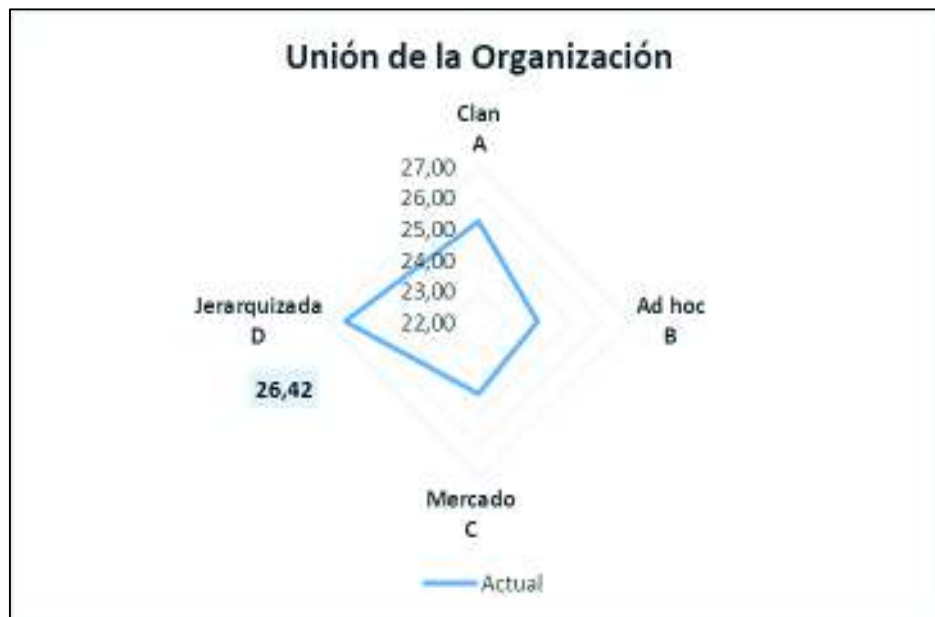 Unión de la Organización
Clan
A
27,00
26,00
25,00
24,00
23,00
22,00
Jerarquizada
D
26,42
Ad hoc
B
Mercado
C
Actual